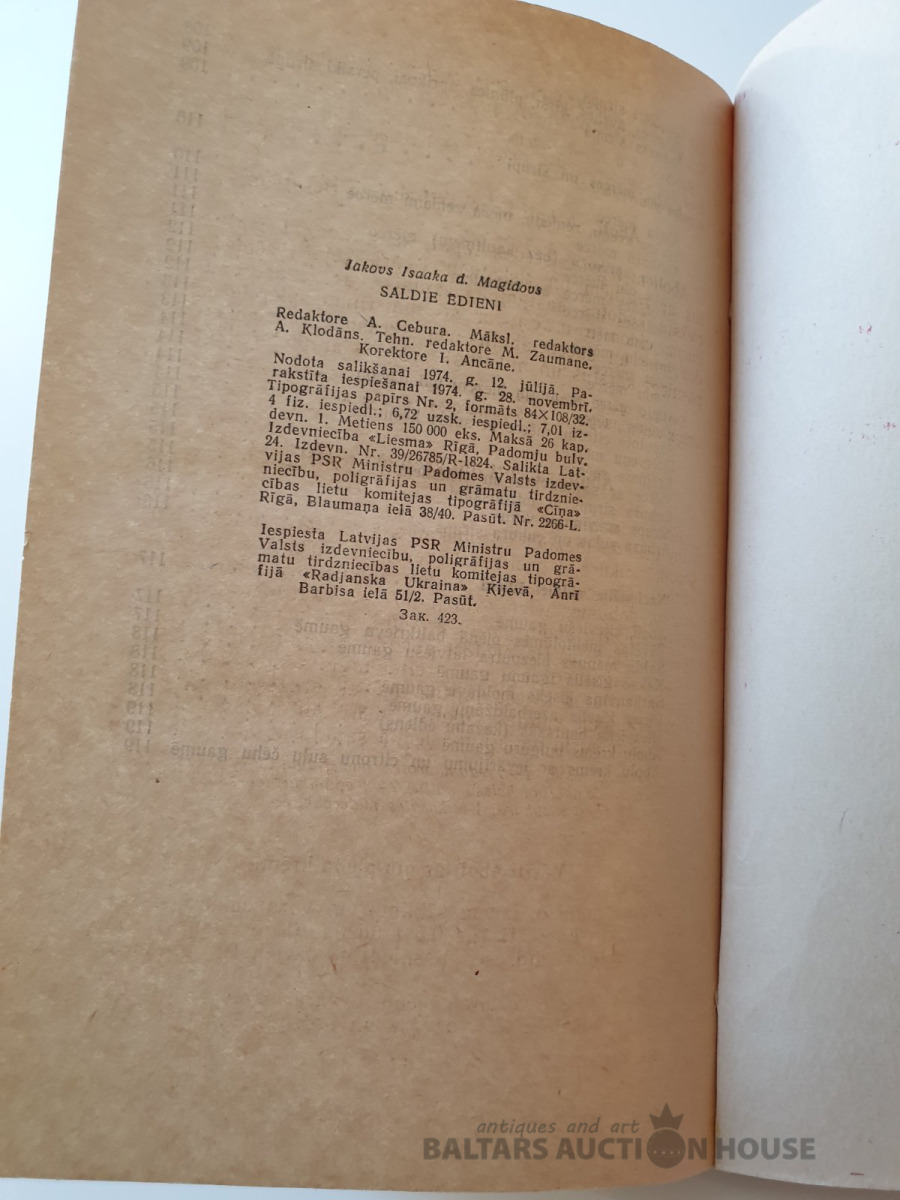 Jakovs Isaaka d. Magidovs
SALDIE ĒDIENI
Redaktore A. Cebura. Māksl. redaktors
A. Kļodāns. Tehn. redaktore M. Zaumane.
Korektore I. Ancāne.
Nodota salikšanai 1974. g. 12. jūlijā. Pa-
rakstīta iespiešanai 1974. g. 28. novembrī.
Tipogrāfijas papīrs Nr. 2, formāts 84×108/32.
4 fiz. iespiedl.; 6,72 uzsk. iespiedl.; 7,01 iz-
devn. l. Metiens 150 000 eks. Maksā 26 kap.
Izdevniecība «Liesma» Rīgā, Padomju bulv.
24. Izdevn. Nr. 39/26785/R-1824. Salikta Lat-
vijas PSR Ministru Padomes Valsts izdev-
niecību, poligrāfijas un grāmatu tirdznie-
cības lietu komitejas tipogrāfijā «Cīņa»
Rīgā, Blaumaņa ielā 38/40. Pasūt. Nr. 2266-L.
Iespiesta Latvijas PSR Ministru Padomes
Valsts izdevniecību, poligrāfijas un grā-
matu tirdzniecības lietu komitejas tipogrā-
fijā «Radjanska Ukraina» Kijevā, Anrī
Barbisa ielā 51/2. Pasūt.
Зак. 423.
antiques and art
BALTARS AUCTION HOUSE